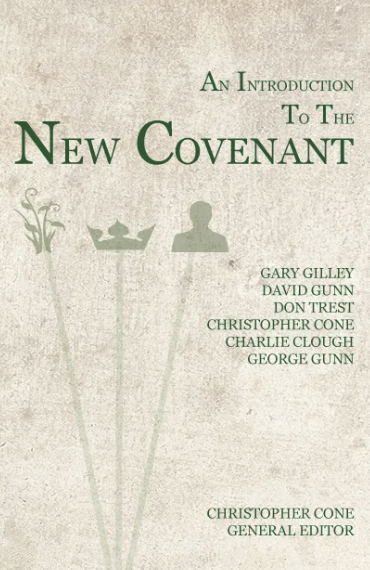 An Introduction
To The
New Covenant
GARY GILLEY
DAVID GUNN
DON TREST
CHRISTOPHER CONE
CHARLIE CLOUGH
GEORGE GUNN
CHRISTOPHER CONE
GENERAL EDITOR